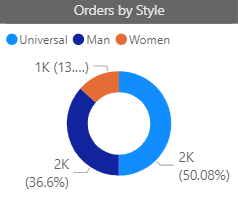 Orders by Style
Universal Man Women
1K (13....)
2K
(36.6%)
2K
(50.08%)